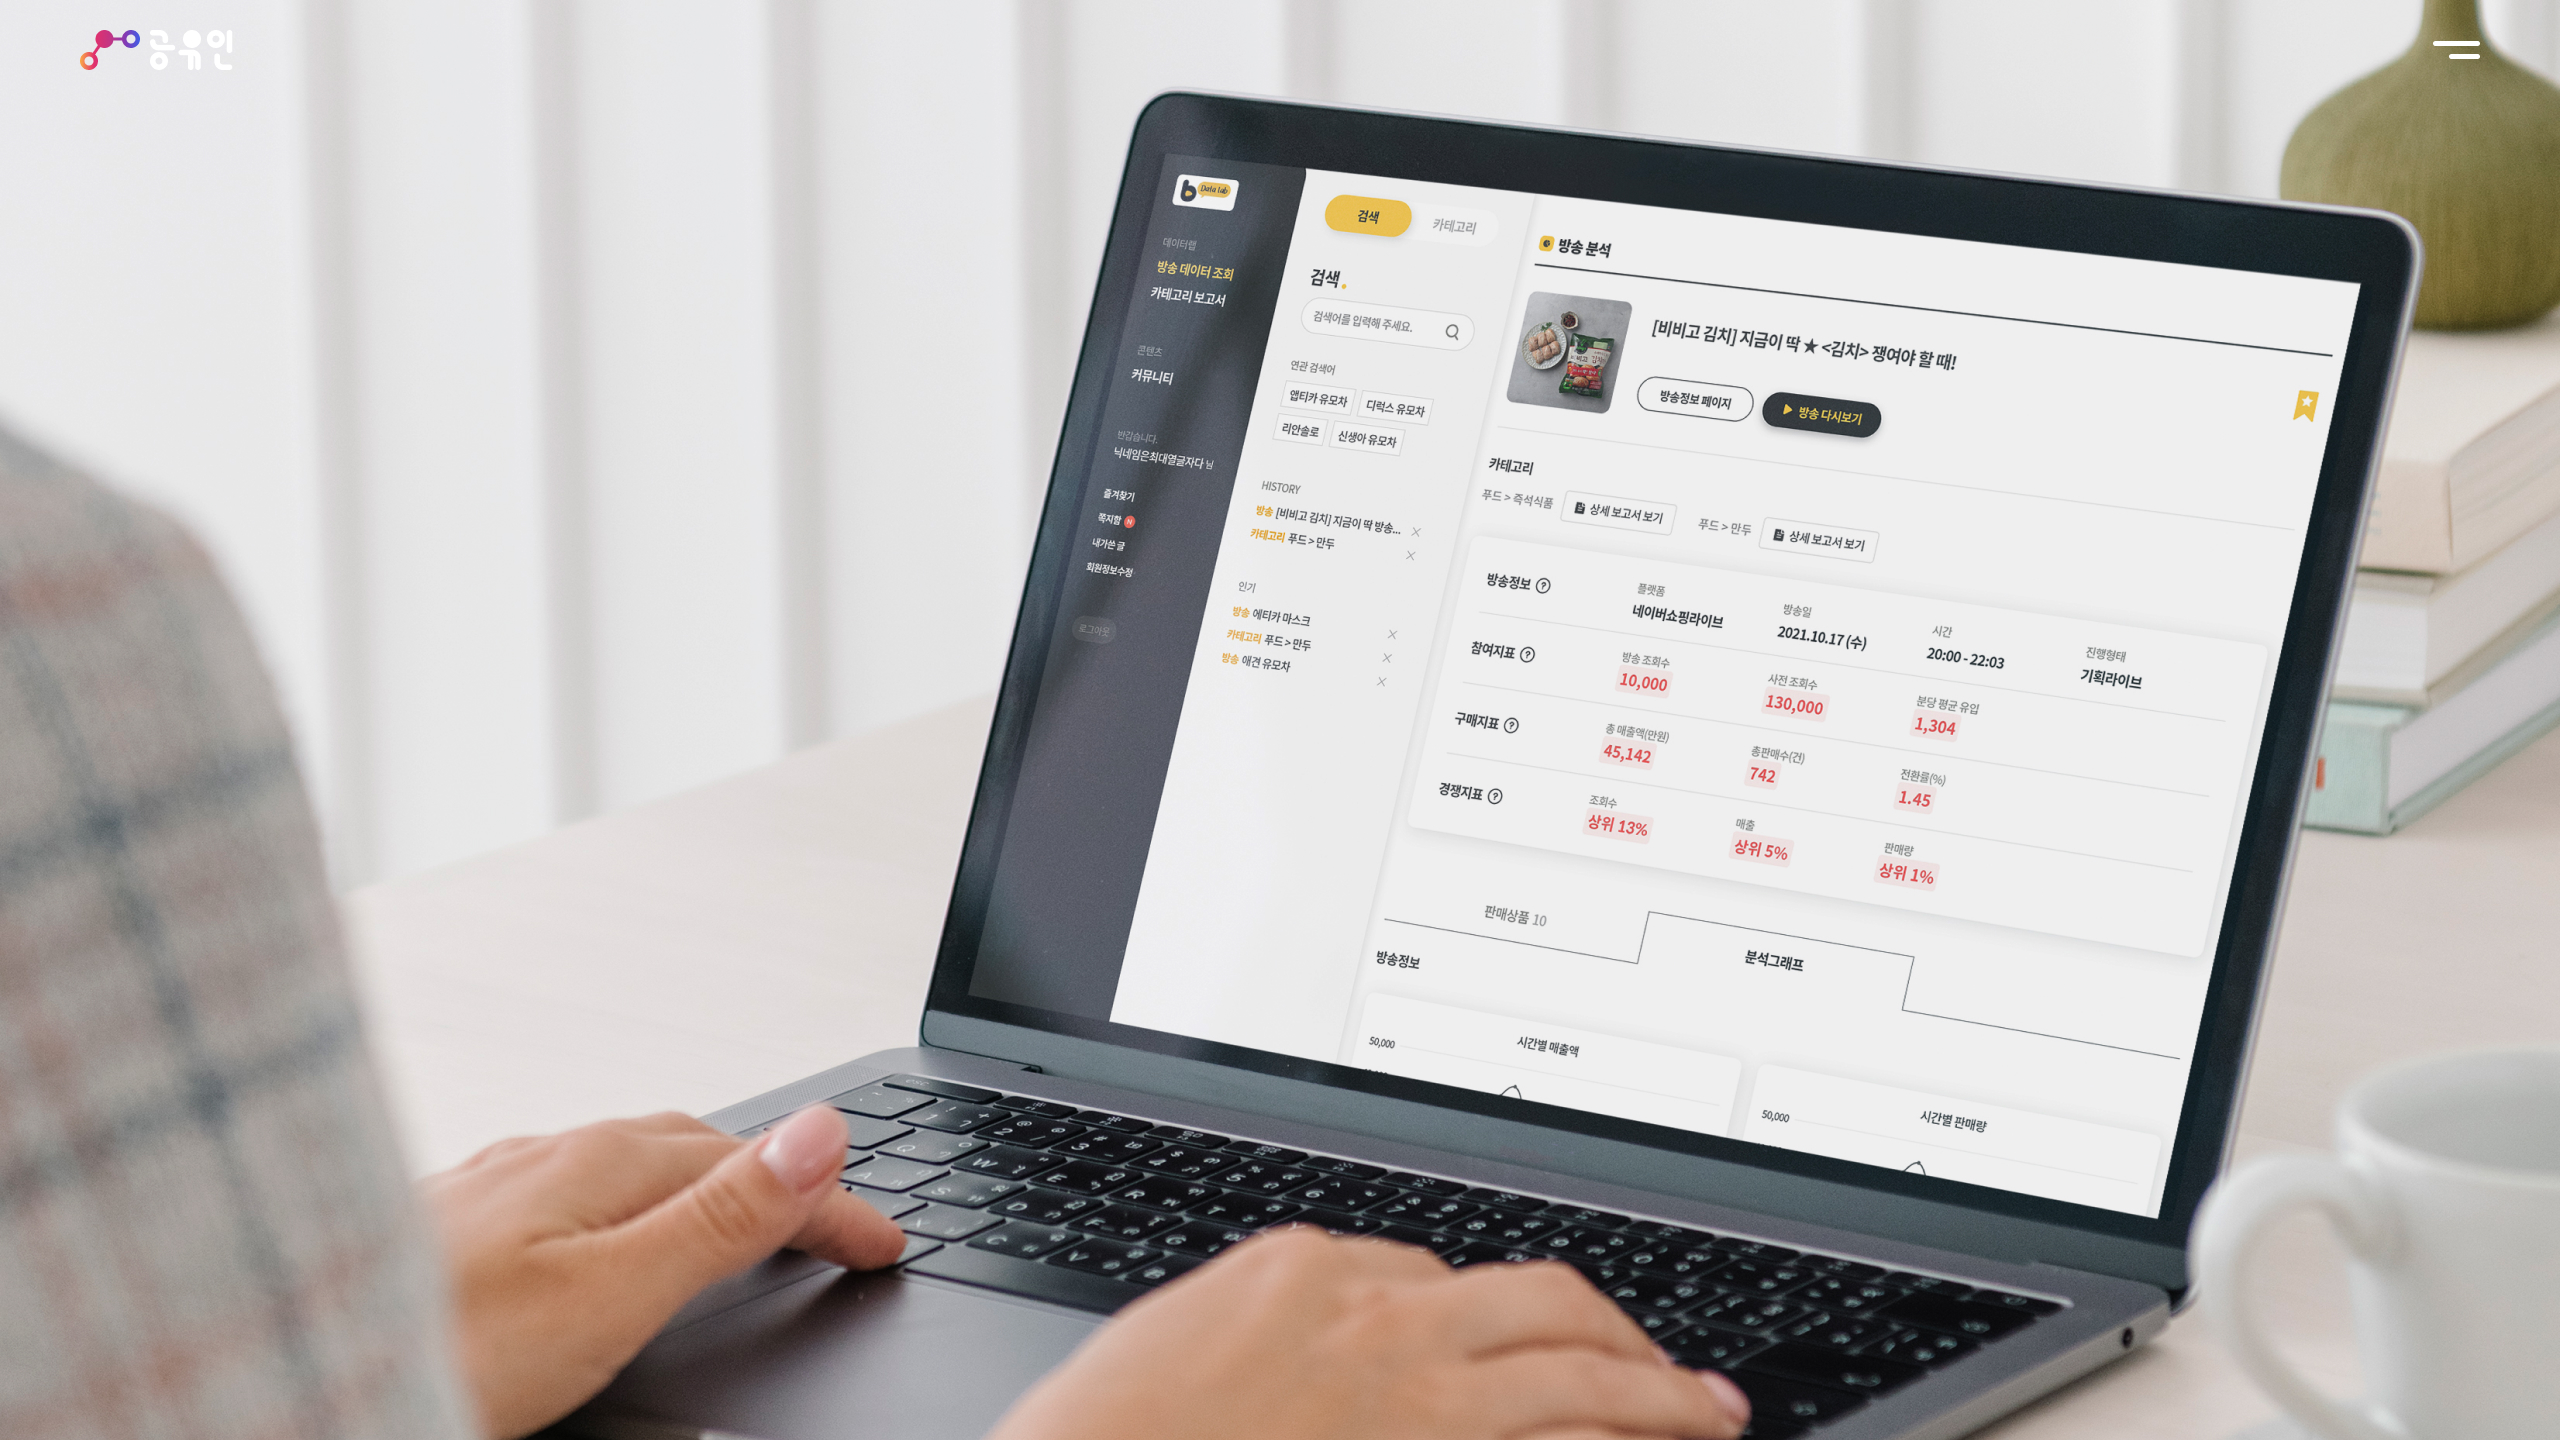 공유인
b Data lab
데이터랩
방송 데이터 조회
카테고리 보고서
콘텐츠
커뮤니티
반갑습니다.
닉네임은최대열글자다 님
즐겨찾기
쪽지함 N
내가쓴 글
회원정보수정
로그아웃
검색
카테고리
검색.
검색어를 입력해 주세요.
연관 검색어
앱티카 유모차
디럭스 유모차
리안솔로
신생아 유모차
HISTORY
방송 [비비고 김치] 지금이 딱 방송...
카테고리 푸드 > 만두
인기
방송 에티카 마스크
카테고리 푸드 > 만두
방송 애견 유모차
방송 분석
[비비고 김치] 지금이 딱 ★ <김치> 쟁여야 할 때!
방송정보 페이지
방송 다시보기
카테고리
푸드 > 즉석식품
상세 보고서 보기
푸드 > 만두
상세 보고서 보기
방송정보 ?
플랫폼
네이버쇼핑라이브
방송일
2021.10.17 (수)
시간
20:00 - 22:03
진행형태
기획라이브
참여지표 ?
방송 조회수
10,000
사전 조회수
130,000
분당 평균 유입
1,304
구매지표 ?
총 매출액(만원)
45,142
총판매수(건)
742
전환률(%)
1.45
경쟁지표 ?
조회수
상위 13%
매출
상위 5%
판매량
상위 1%
판매상품 10
분석그래프
방송정보
시간별 매출액
50,000
시간별 판매량
50,000